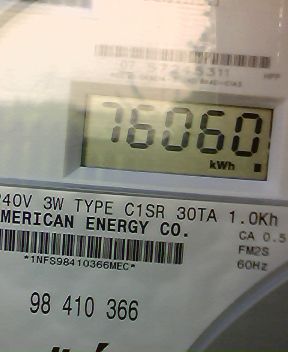 76060
kWh
240V 3W TYPE C1SR 30TA 1.0Kh
AMERICAN ENERGY CO.
CA 0.5
FM2S
*1NFS98410366MEC*
60Hz
98 410 366